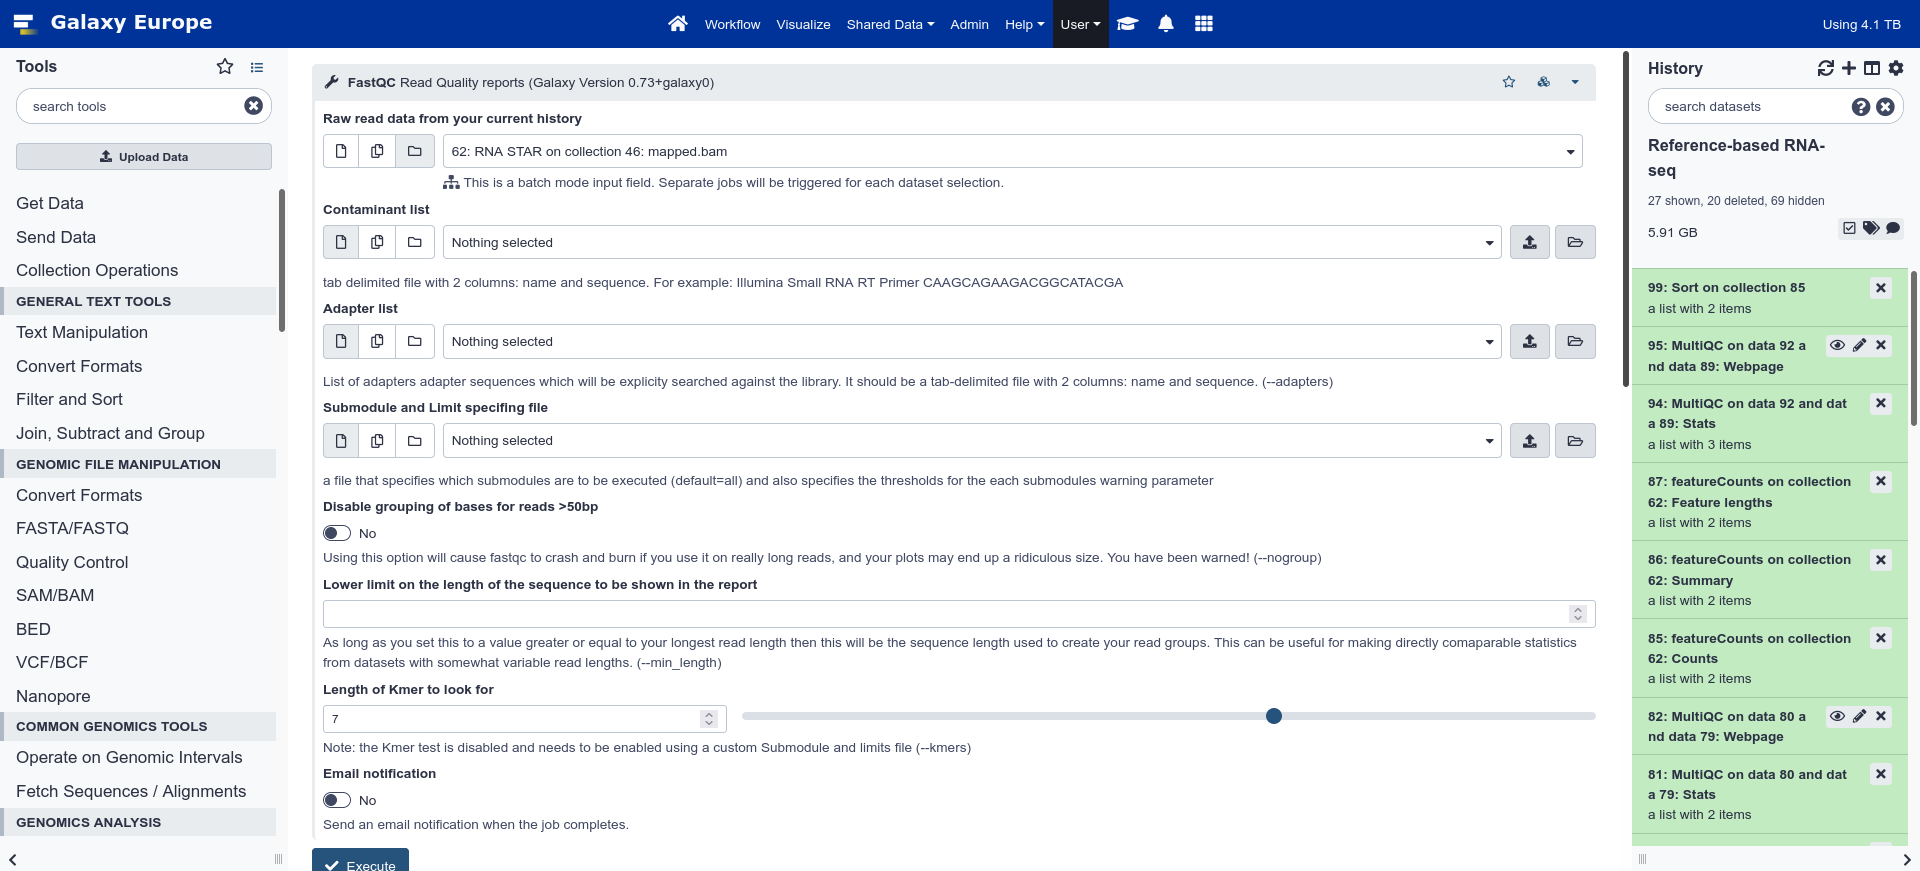 Galaxy Europe
Workflow Visualize Shared Data Admin Help User
Using 4.1 TB
Tools
search tools
Upload Data
Get Data
Send Data
Collection Operations
GENERAL TEXT TOOLS
Text Manipulation
Convert Formats
Filter and Sort
Join, Subtract and Group
GENOMIC FILE MANIPULATION
Convert Formats
FASTA/FASTQ
Quality Control
SAM/BAM
BED
VCF/BCF
Nanopore
COMMON GENOMICS TOOLS
Operate on Genomic Intervals
Fetch Sequences / Alignments
GENOMICS ANALYSIS
FastQC Read Quality reports (Galaxy Version 0.73+galaxy0)
Raw read data from your current history
62: RNA STAR on collection 46: mapped.bam
This is a batch mode input field. Separate jobs will be triggered for each dataset selection.
Contaminant list
Nothing selected
tab delimited file with 2 columns: name and sequence. For example: Illumina Small RNA RT Primer CAAGCAGAAGACGGCATACGA
Adapter list
Nothing selected
List of adapters adapter sequences which will be explicity searched against the library. It should be a tab-delimited file with 2 columns: name and sequence. (--adapters)
Submodule and Limit specifing file
Nothing selected
a file that specifies which submodules are to be executed (default=all) and also specifies the thresholds for the each submodules warning parameter
Disable grouping of bases for reads >50bp
No
Using this option will cause fastqc to crash and burn if you use it on really long reads, and your plots may end up a ridiculous size. You have been warned! (--nogroup)
Lower limit on the length of the sequence to be shown in the report
As long as you set this to a value greater or equal to your longest read length then this will be the sequence length used to create your read groups. This can be useful for making directly comaparable statistics
from datasets with somewhat variable read lengths. (--min_length)
Length of Kmer to look for
7
Note: the Kmer test is disabled and needs to be enabled using a custom Submodule and limits file (--kmers)
Email notification
No
Send an email notification when the job completes.
Execute
History
search datasets
Reference-based RNA-
seq
27 shown, 20 deleted, 69 hidden
5.91 GB
99: Sort on collection 85
a list with 2 items
95: MultiQC on data 92 a
nd data 89: Webpage
94: MultiQC on data 92 and dat
a 89: Stats
a list with 3 items
87: featureCounts on collection
62: Feature lengths
a list with 2 items
86: featureCounts on collection
62: Summary
a list with 2 items
85: featureCounts on collection
62: Counts
a list with 2 items
82: MultiQC on data 80 a
nd data 79: Webpage
81: MultiQC on data 80 and dat
a 79: Stats
a list with 2 items